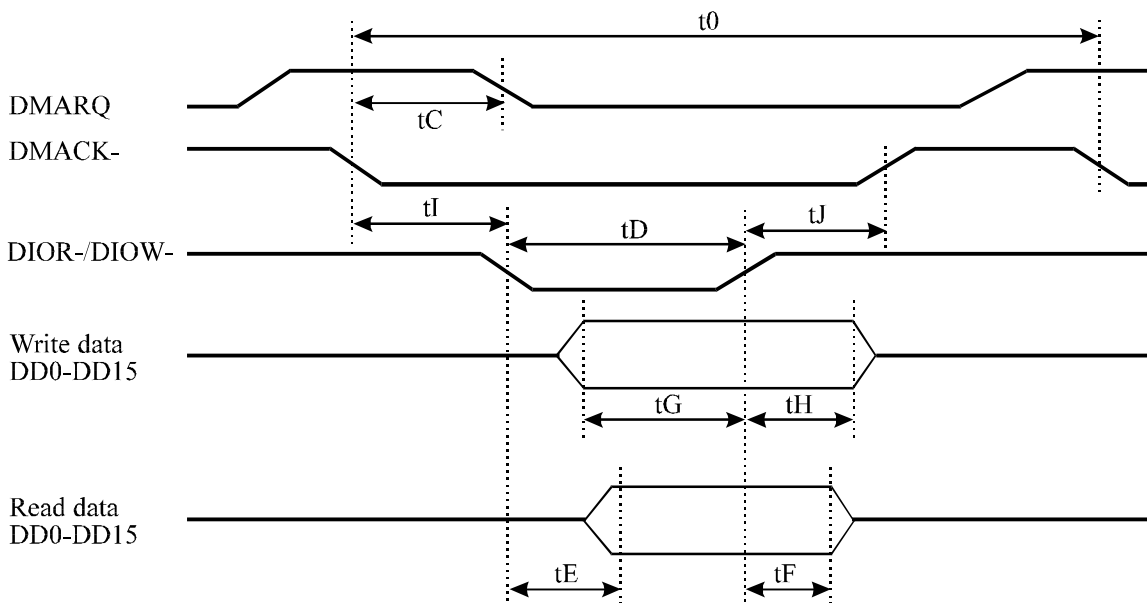 t0
DMARQ
tC
DMACK-
tI
tD
tJ
DIOR-/DIOW-
Write data
DD0-DD15
tG
tH
Read data
DD0-DD15
tE
tF